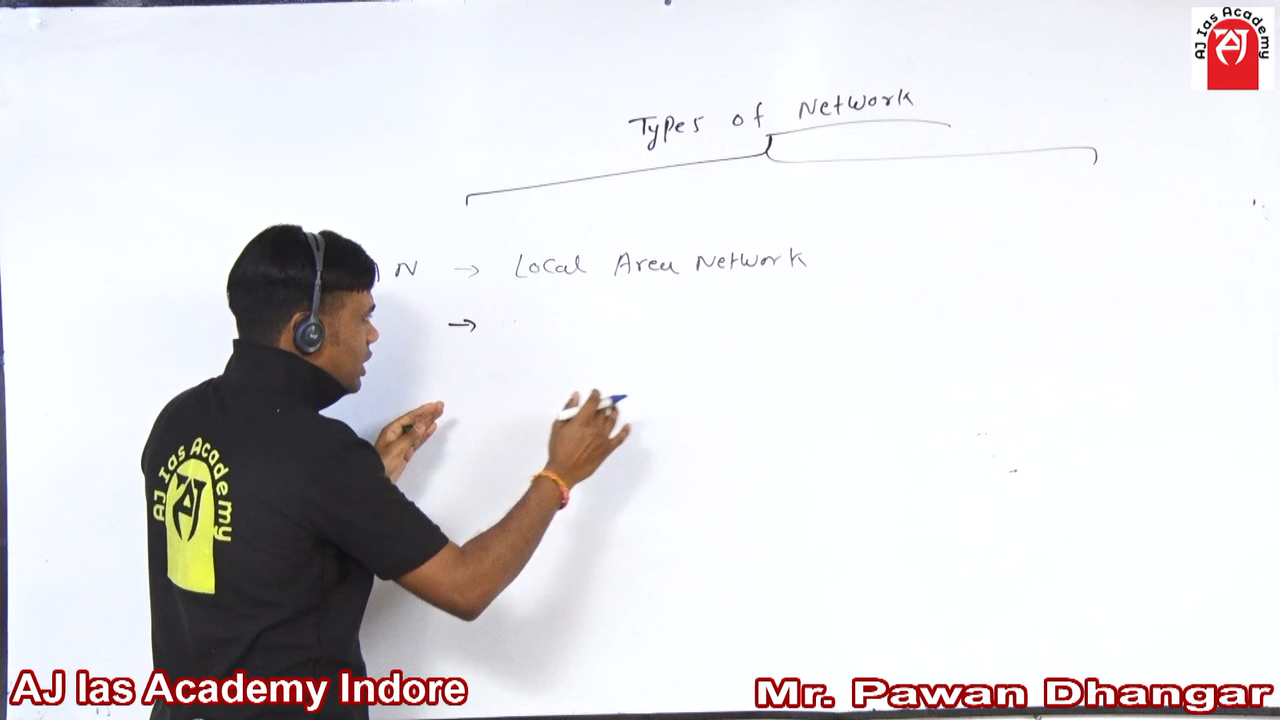 AJ Ias Academy
Types of Network
N → Local Area Network
→
AJ Ias Academy
AJ Ias Academy Indore
Mr. Pawan Dhangar